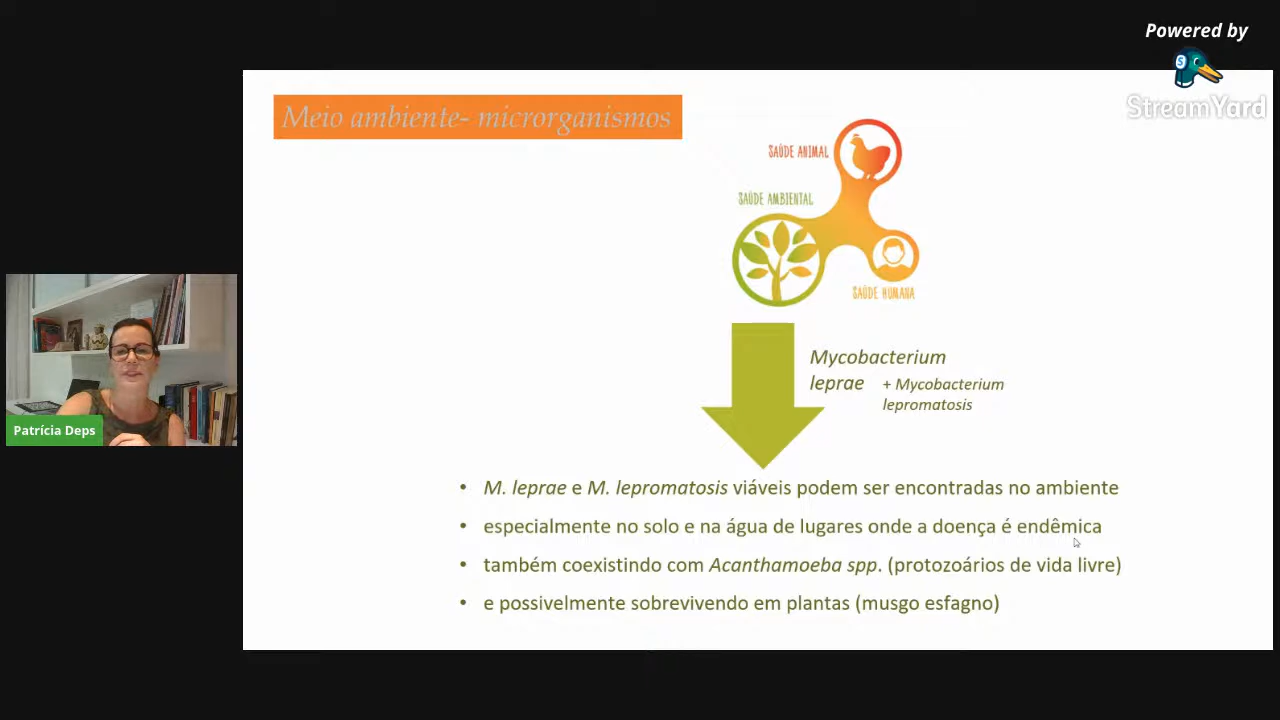 Powered by
StreamYard
Meio ambiente- microrganismos
SAÚDE ANIMAL
SAÚDE AMBIENTAL
SAÚDE HUMANA
Mycobacterium
leprae + Mycobacterium
lepromatosis
Patrícia Deps
• M. leprae e M. lepromatosis viáveis podem ser encontradas no ambiente
• especialmente no solo e na água de lugares onde a doença é endêmica
• também coexistindo com Acanthamoeba spp. (protozoários de vida livre)
• e possivelmente sobrevivendo em plantas (musgo esfagno)